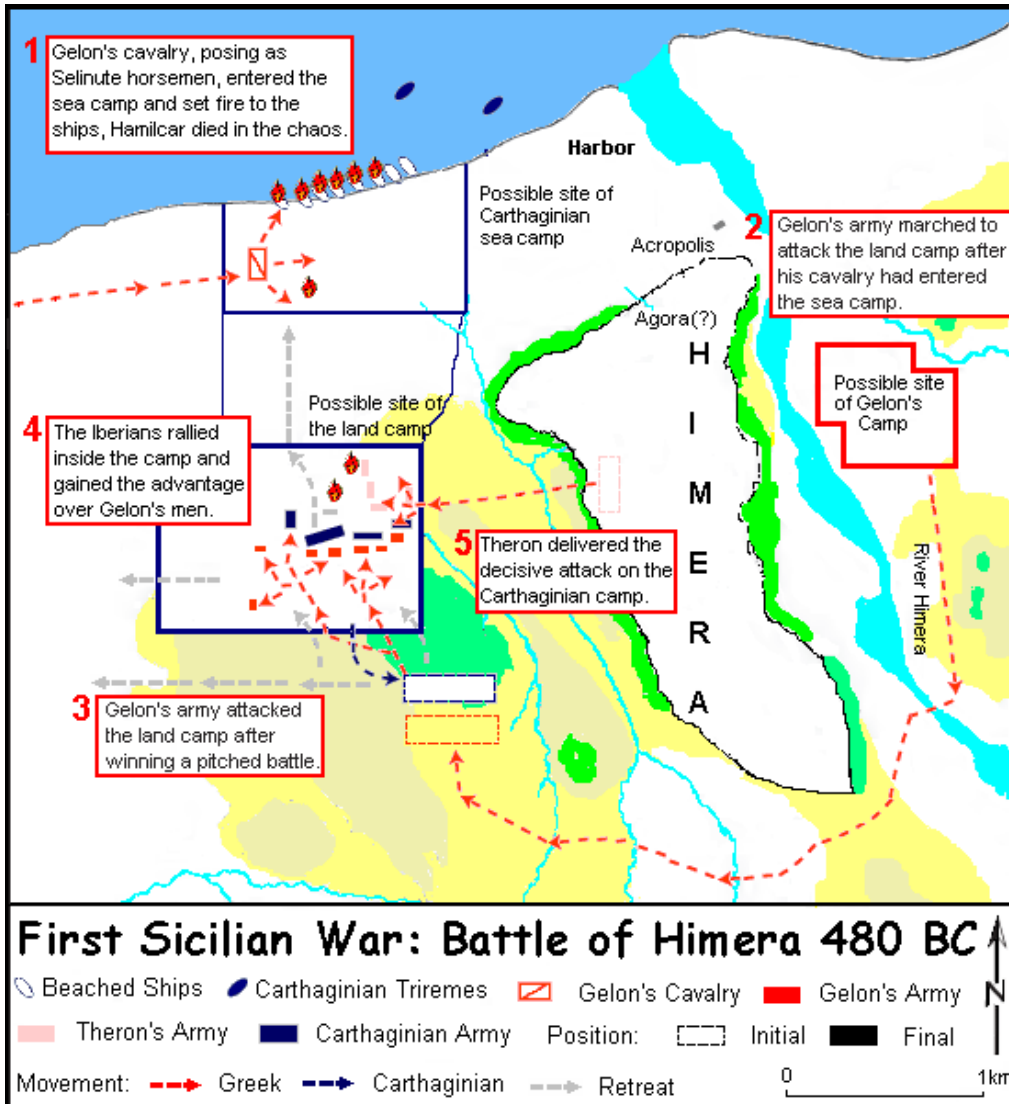 1
Gelon's cavalry, posing as
Selinute horsemen, entered the
sea camp and set fire to the
ships, Hamilcar died in the chaos.
Harbor
Possible site of
Carthaginian
sea camp
Acropolis
2
Gelon's army marched to
attack the land camp after
his cavalry had entered
the sea camp.
Agora(?)
HIMERA
Possible site
of Gelon's
Camp
Possible site of
the land camp
4
The Iberians rallied
inside the camp and
gained the advantage
over Gelon's men.
5
Theron delivered the
decisive attack on the
Carthaginian camp.
River Himera
3
Gelon's army attacked
the land camp after
winning a pitched battle.
First Sicilian War: Battle of Himera 480 BC
N
Beached Ships Carthaginian Triremes Gelon's Cavalry Gelon's Army
Theron's Army Carthaginian Army Position: Initial Final
Movement: Greek Carthaginian Retreat
0 1km